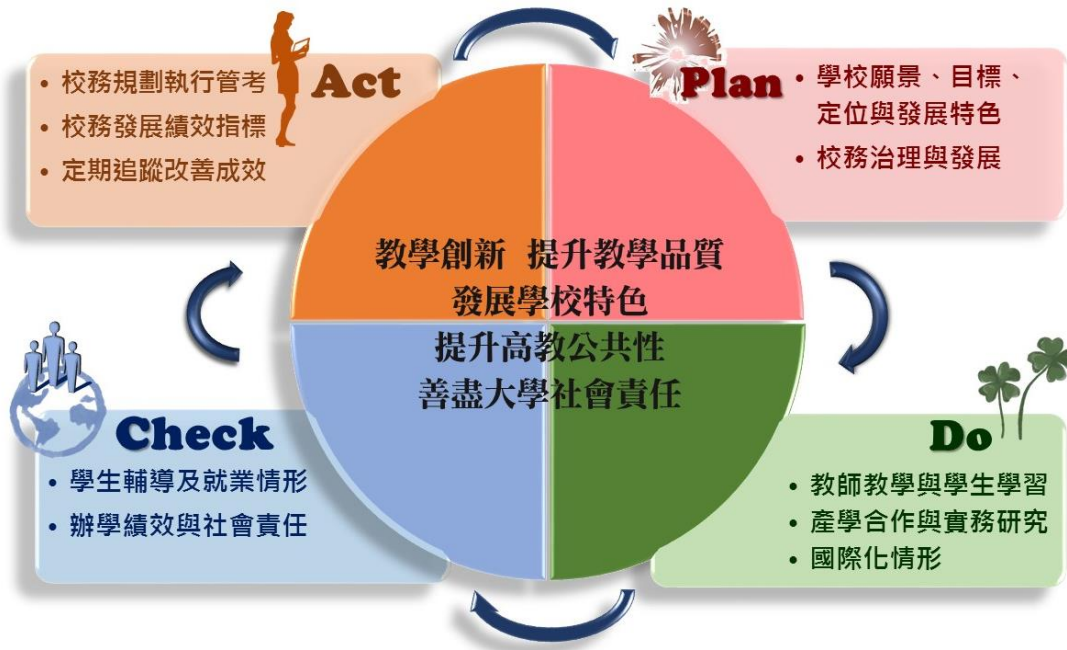 Act
• 校務規劃執行管考
• 校務發展績效指標
• 定期追蹤改善成效
Plan
• 學校願景、目標、
定位與發展特色
• 校務治理與發展
教學創新 提升教學品質
發展學校特色
提升高教公共性
善盡大學社會責任
Check
• 學生輔導及就業情形
• 辦學績效與社會責任
Do
• 教師教學與學生學習
• 產學合作與實務研究
• 國際化情形